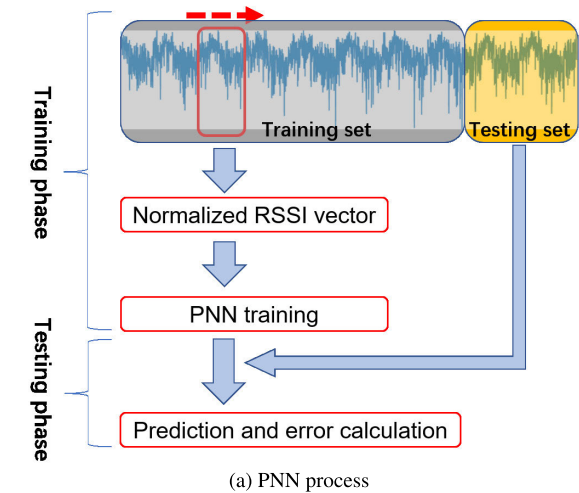 Training phase
Training set
Testing set
Normalized RSSI vector
PNN training
Testing phase
Prediction and error calculation
(a) PNN process